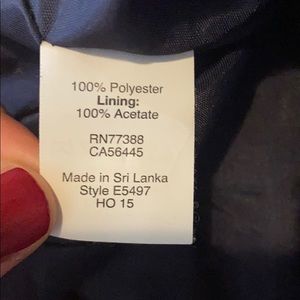 100% Polyester
Lining:
100% Acetate
RN77388
CA56445
Made in Sri Lanka
Style E5497
HO 15